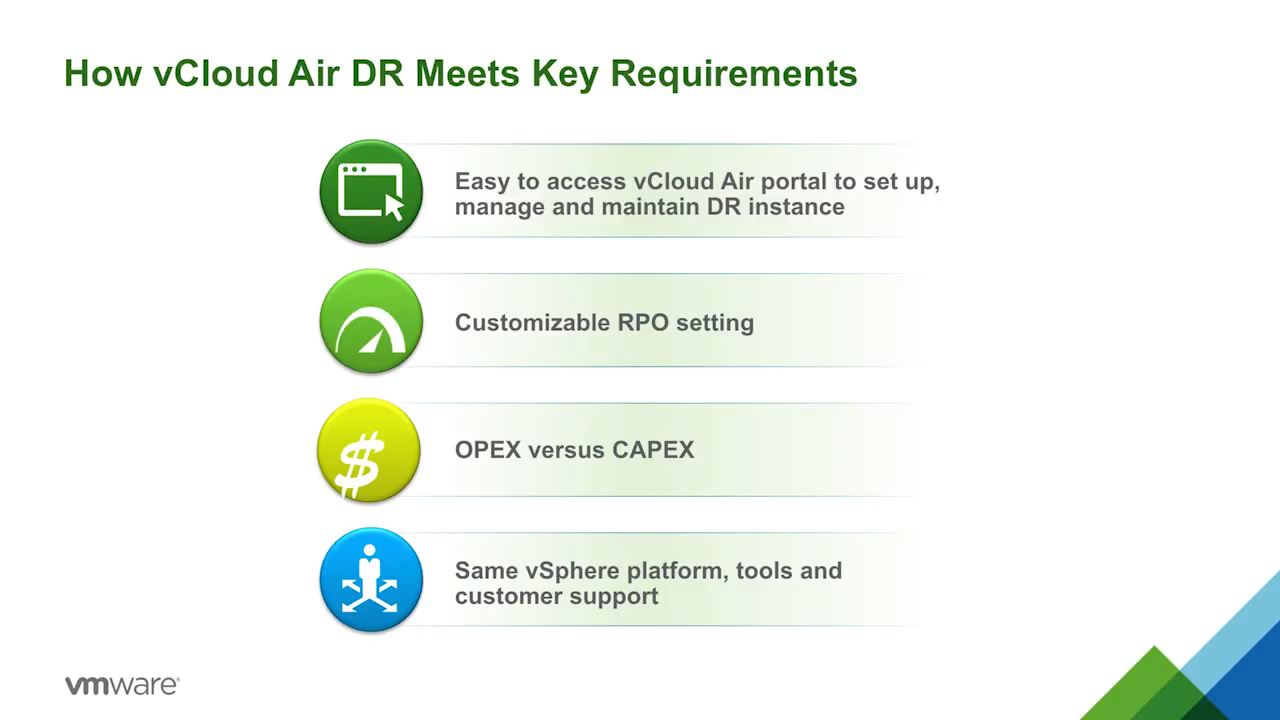 How vCloud Air DR Meets Key Requirements
Easy to access vCloud Air portal to set up,
manage and maintain DR instance
Customizable RPO setting
$
OPEX versus CAPEX
Same vSphere platform, tools and
customer support
vmware®